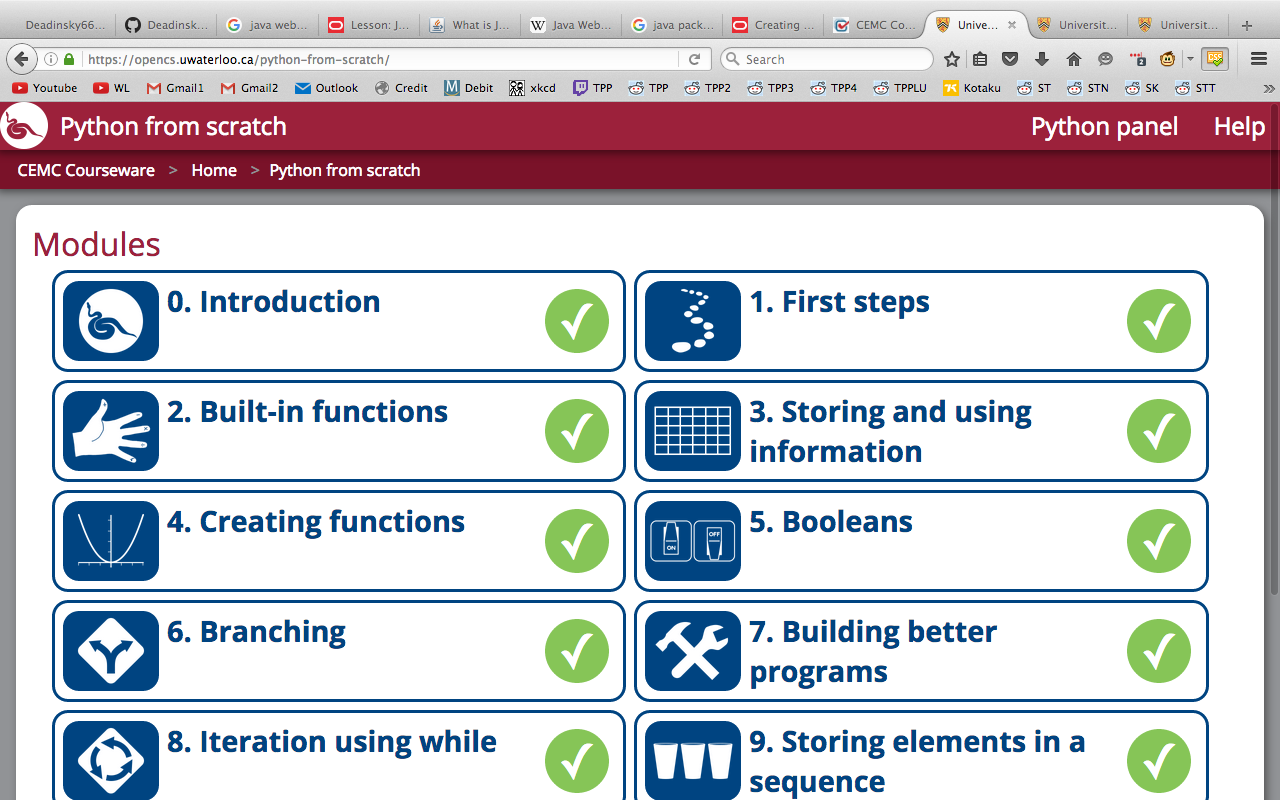 Deadinsky66...
Deadinsk...
java web...
Lesson: J...
What is J...
Java Web...
java pack...
Creating ...
CEMC Co...
Unive...
Universit...
Universit...
https://opencs.uwaterloo.ca/python-from-scratch/
Search
2
Youtube
WL
Gmail1
Gmail2
Outlook
Credit
Debit
xkcd
TPP
TPP
TPP2
TPP3
TPP4
TPPLU
Kotaku
ST
STN
SK
STT
Python from scratch
Python panel
Help
CEMC Courseware > Home > Python from scratch
Modules
0. Introduction
1. First steps
2. Built-in functions
3. Storing and using
information
4. Creating functions
5. Booleans
ON
OFF
6. Branching
7. Building better
programs
8. Iteration using while
9. Storing elements in a
sequence